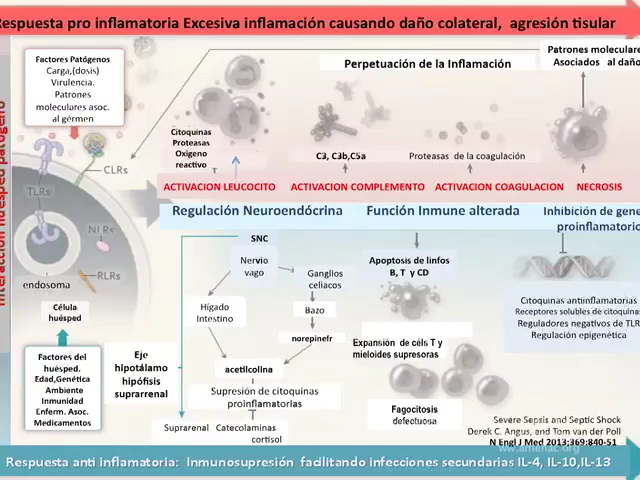 Respuesta pro inflamatoria Excesiva inflamación causando daño colateral, agresión tisular
Interacción huésped patógeno
Factores Patógenos
Carga,(dosis)
Virulencia.
Patrones
moleculares asoc.
al gérmen
Perpetuación de la Inflamación
Patrones moleculares
Asociados al daño
CLRs
TLRs
NLRs
RLRs
endosoma
Célula
huésped
Citoquinas
Proteasas
Oxigeno
reactivo
C3, C3b,C5a
Proteasas de la coagulación
ACTIVACION LEUCOCITO
ACTIVACION COMPLEMENTO
ACTIVACION COAGULACION
NECROSIS
Regulación Neuroendócrina
Función Inmune alterada
Inhibición de gene
proinflamatorio
SNC
Nervio
vago
Ganglios
celiacos
Hígado
Intestino
Bazo
norepinefr
acetilcolina
Supresión de citoquinas
proinflamatorias
Eje
hipotálamo
hipófisis
suprarrenal
Suprarenal
Catecolaminas
cortisol
Factores del
huésped.
Edad,Genética
Ambiente
Inmunidad
Enferm. Asoc.
Medicamentos
Apoptosis de linfos
B, T y CD
Expansión de céls T y
mieloides supresoras
Fagocitosis
defectuosa
Citoquinas antinflamatorias
Receptores solubles de citoquinas
Reguladores negativos de TLR
Regulación epigenética
Severe Sepsis and Septic Shock
Derek C. Angus, and Tom van der Poll
N Engl J Med 2013;369:840-51
Respuesta anti inflamatoria: Inmunosupresión facilitando infecciones secundarias IL-4, IL-10,IL-13